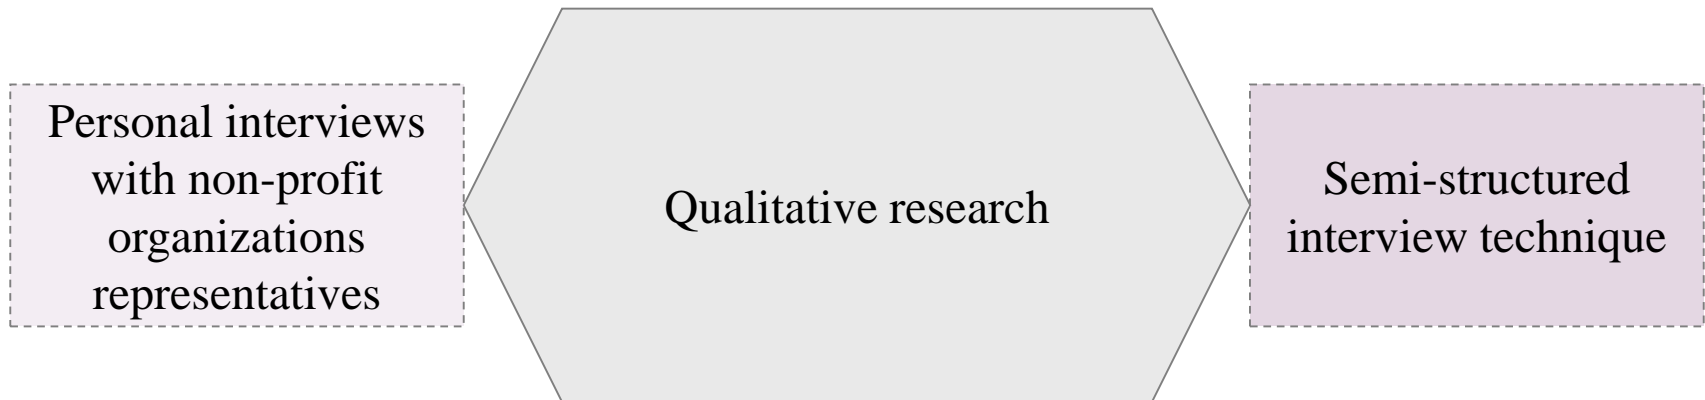 Personal interviews
with non-profit
organizations
representatives
Qualitative research
Semi-structured
interview technique